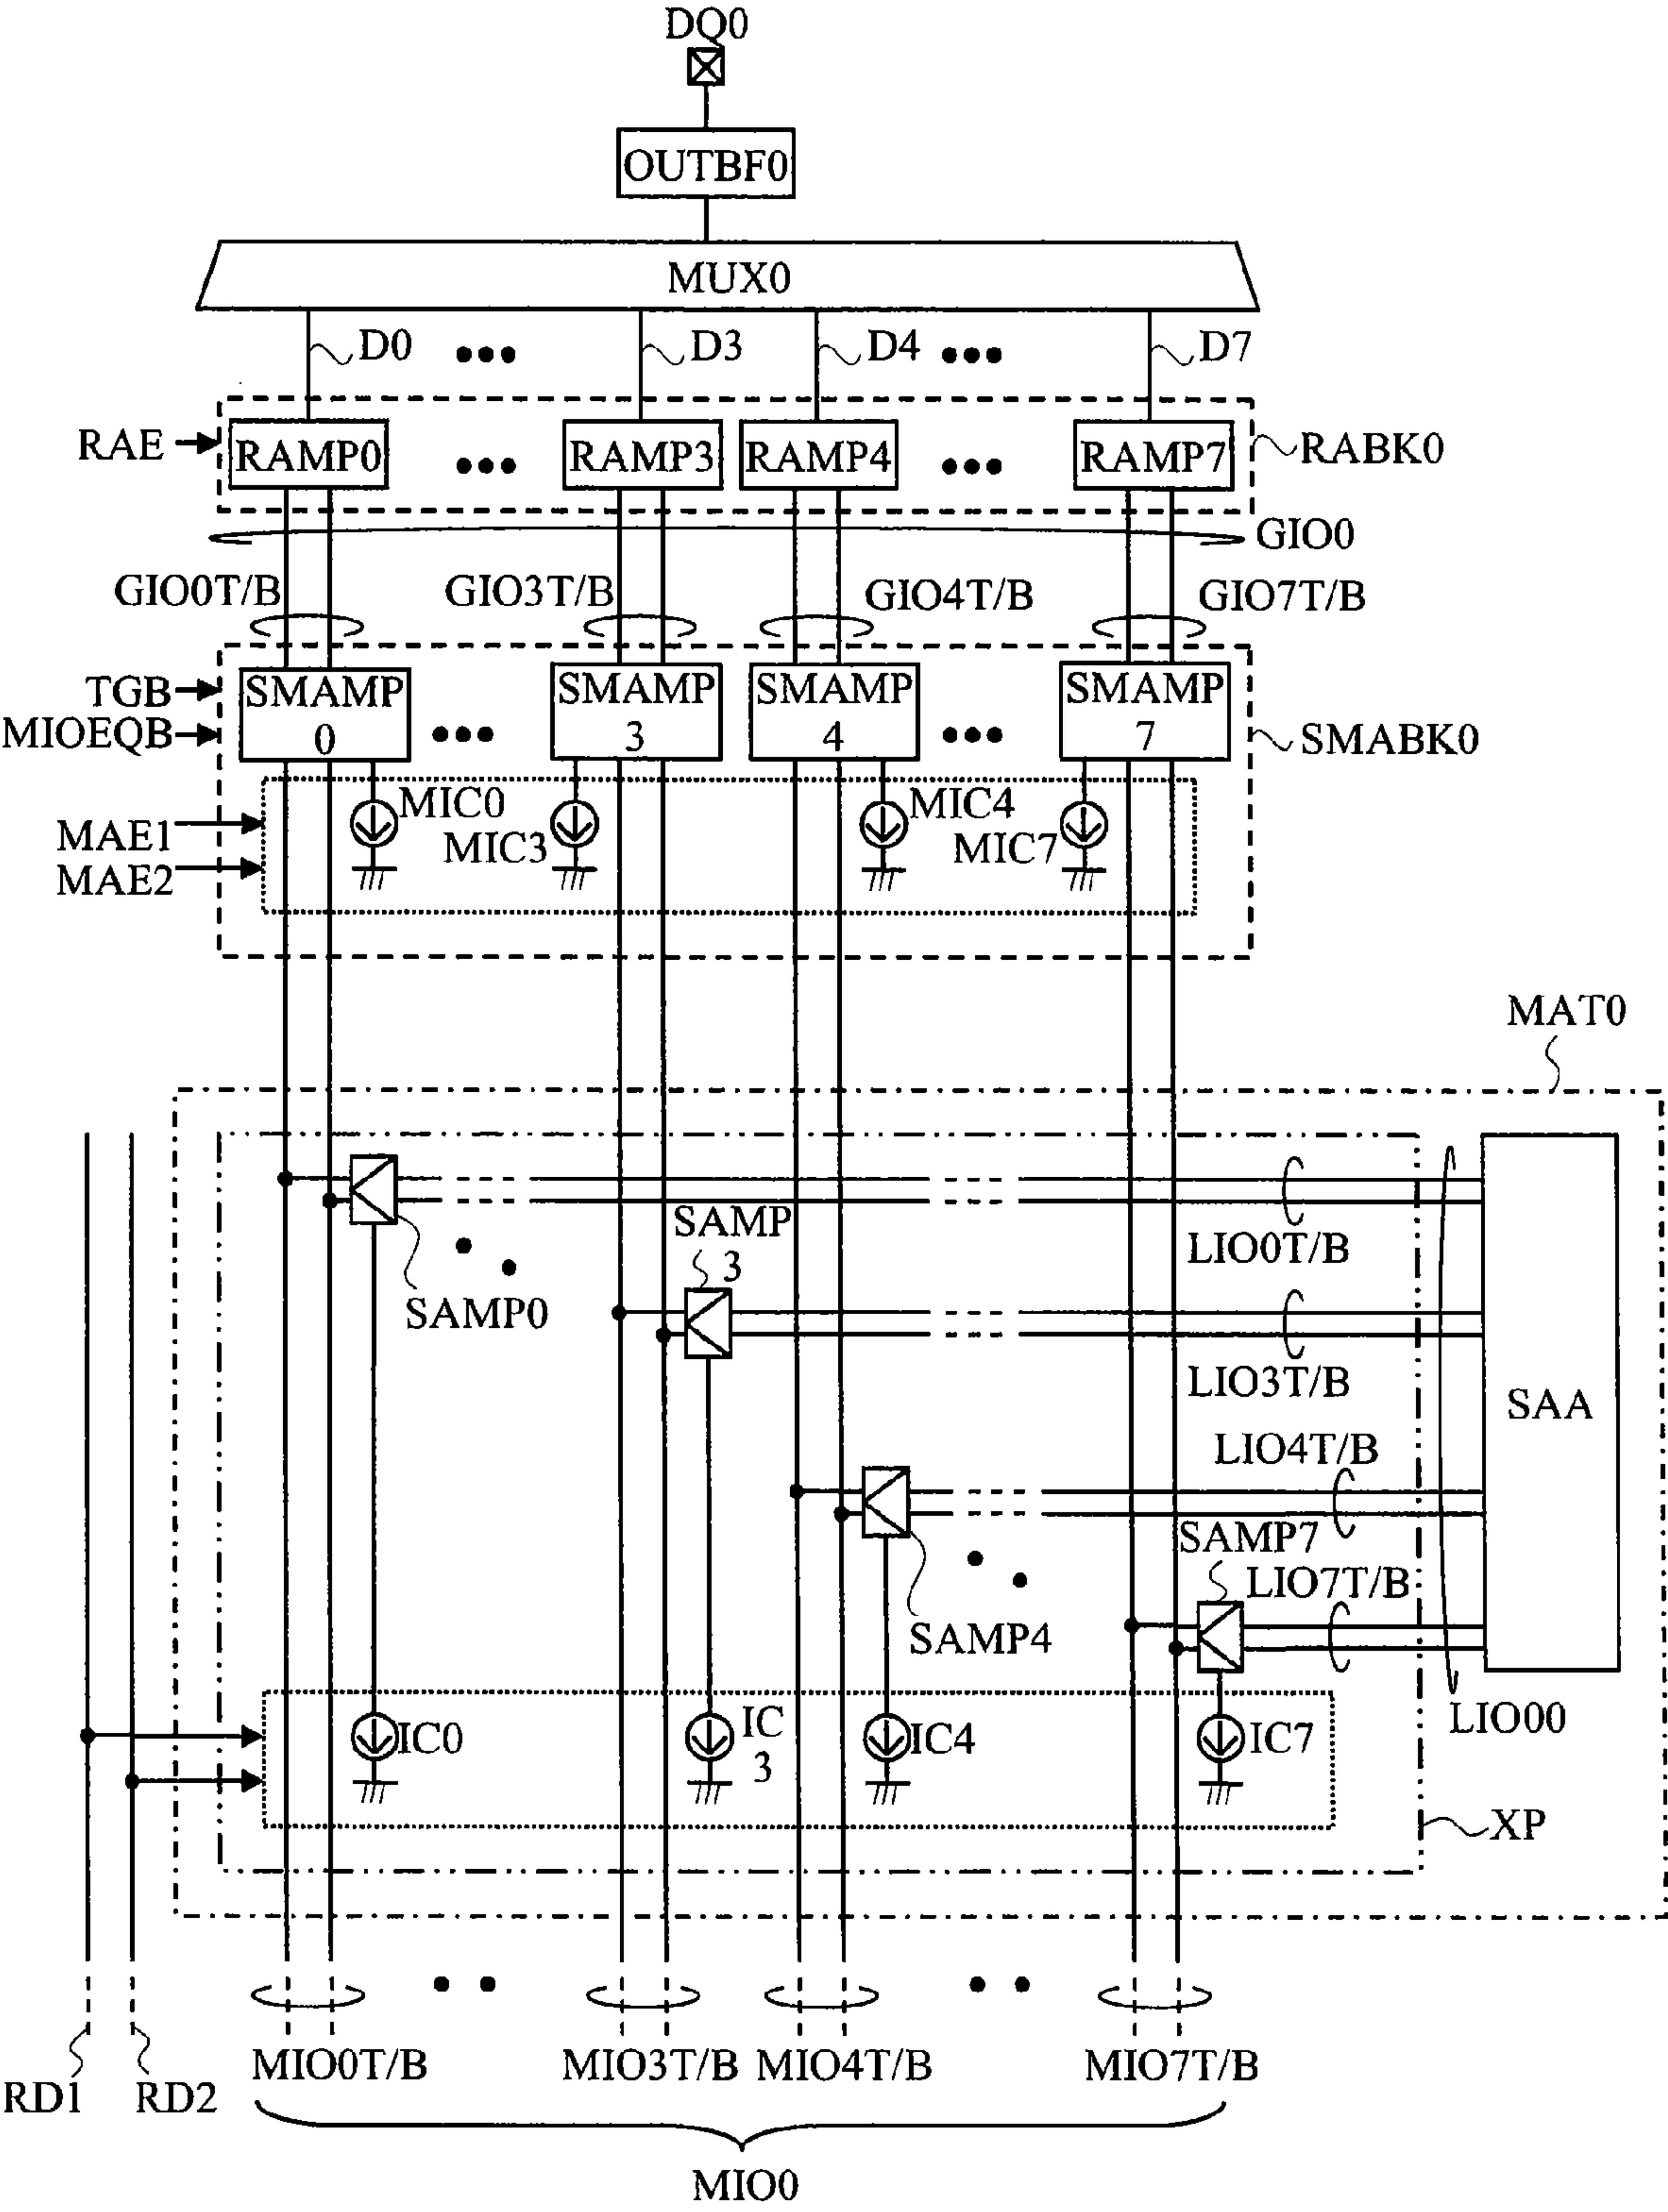 DQ0
OUTBF0
MUX0
D0
D3
D4
D7
RAE
RAMP0
RAMP3
RAMP4
RAMP7
RABK0
GIO0
GIO0T/B
GIO3T/B
GIO4T/B
GIO7T/B
TGB
MIOEQB
SMAMP
0
SMAMP
3
SMAMP
4
SMAMP
7
SMABK0
MAE1
MAE2
MIC0
MIC3
MIC4
MIC7
MAT0
SAMP0
SAMP
3
LIO0T/B
LIO3T/B
SAA
LIO4T/B
SAMP7
LIO7T/B
SAMP4
LIO00
IC0
IC
3
IC4
IC7
XP
RD1
RD2
MIO0T/B
MIO3T/B
MIO4T/B
MIO7T/B
MIO0